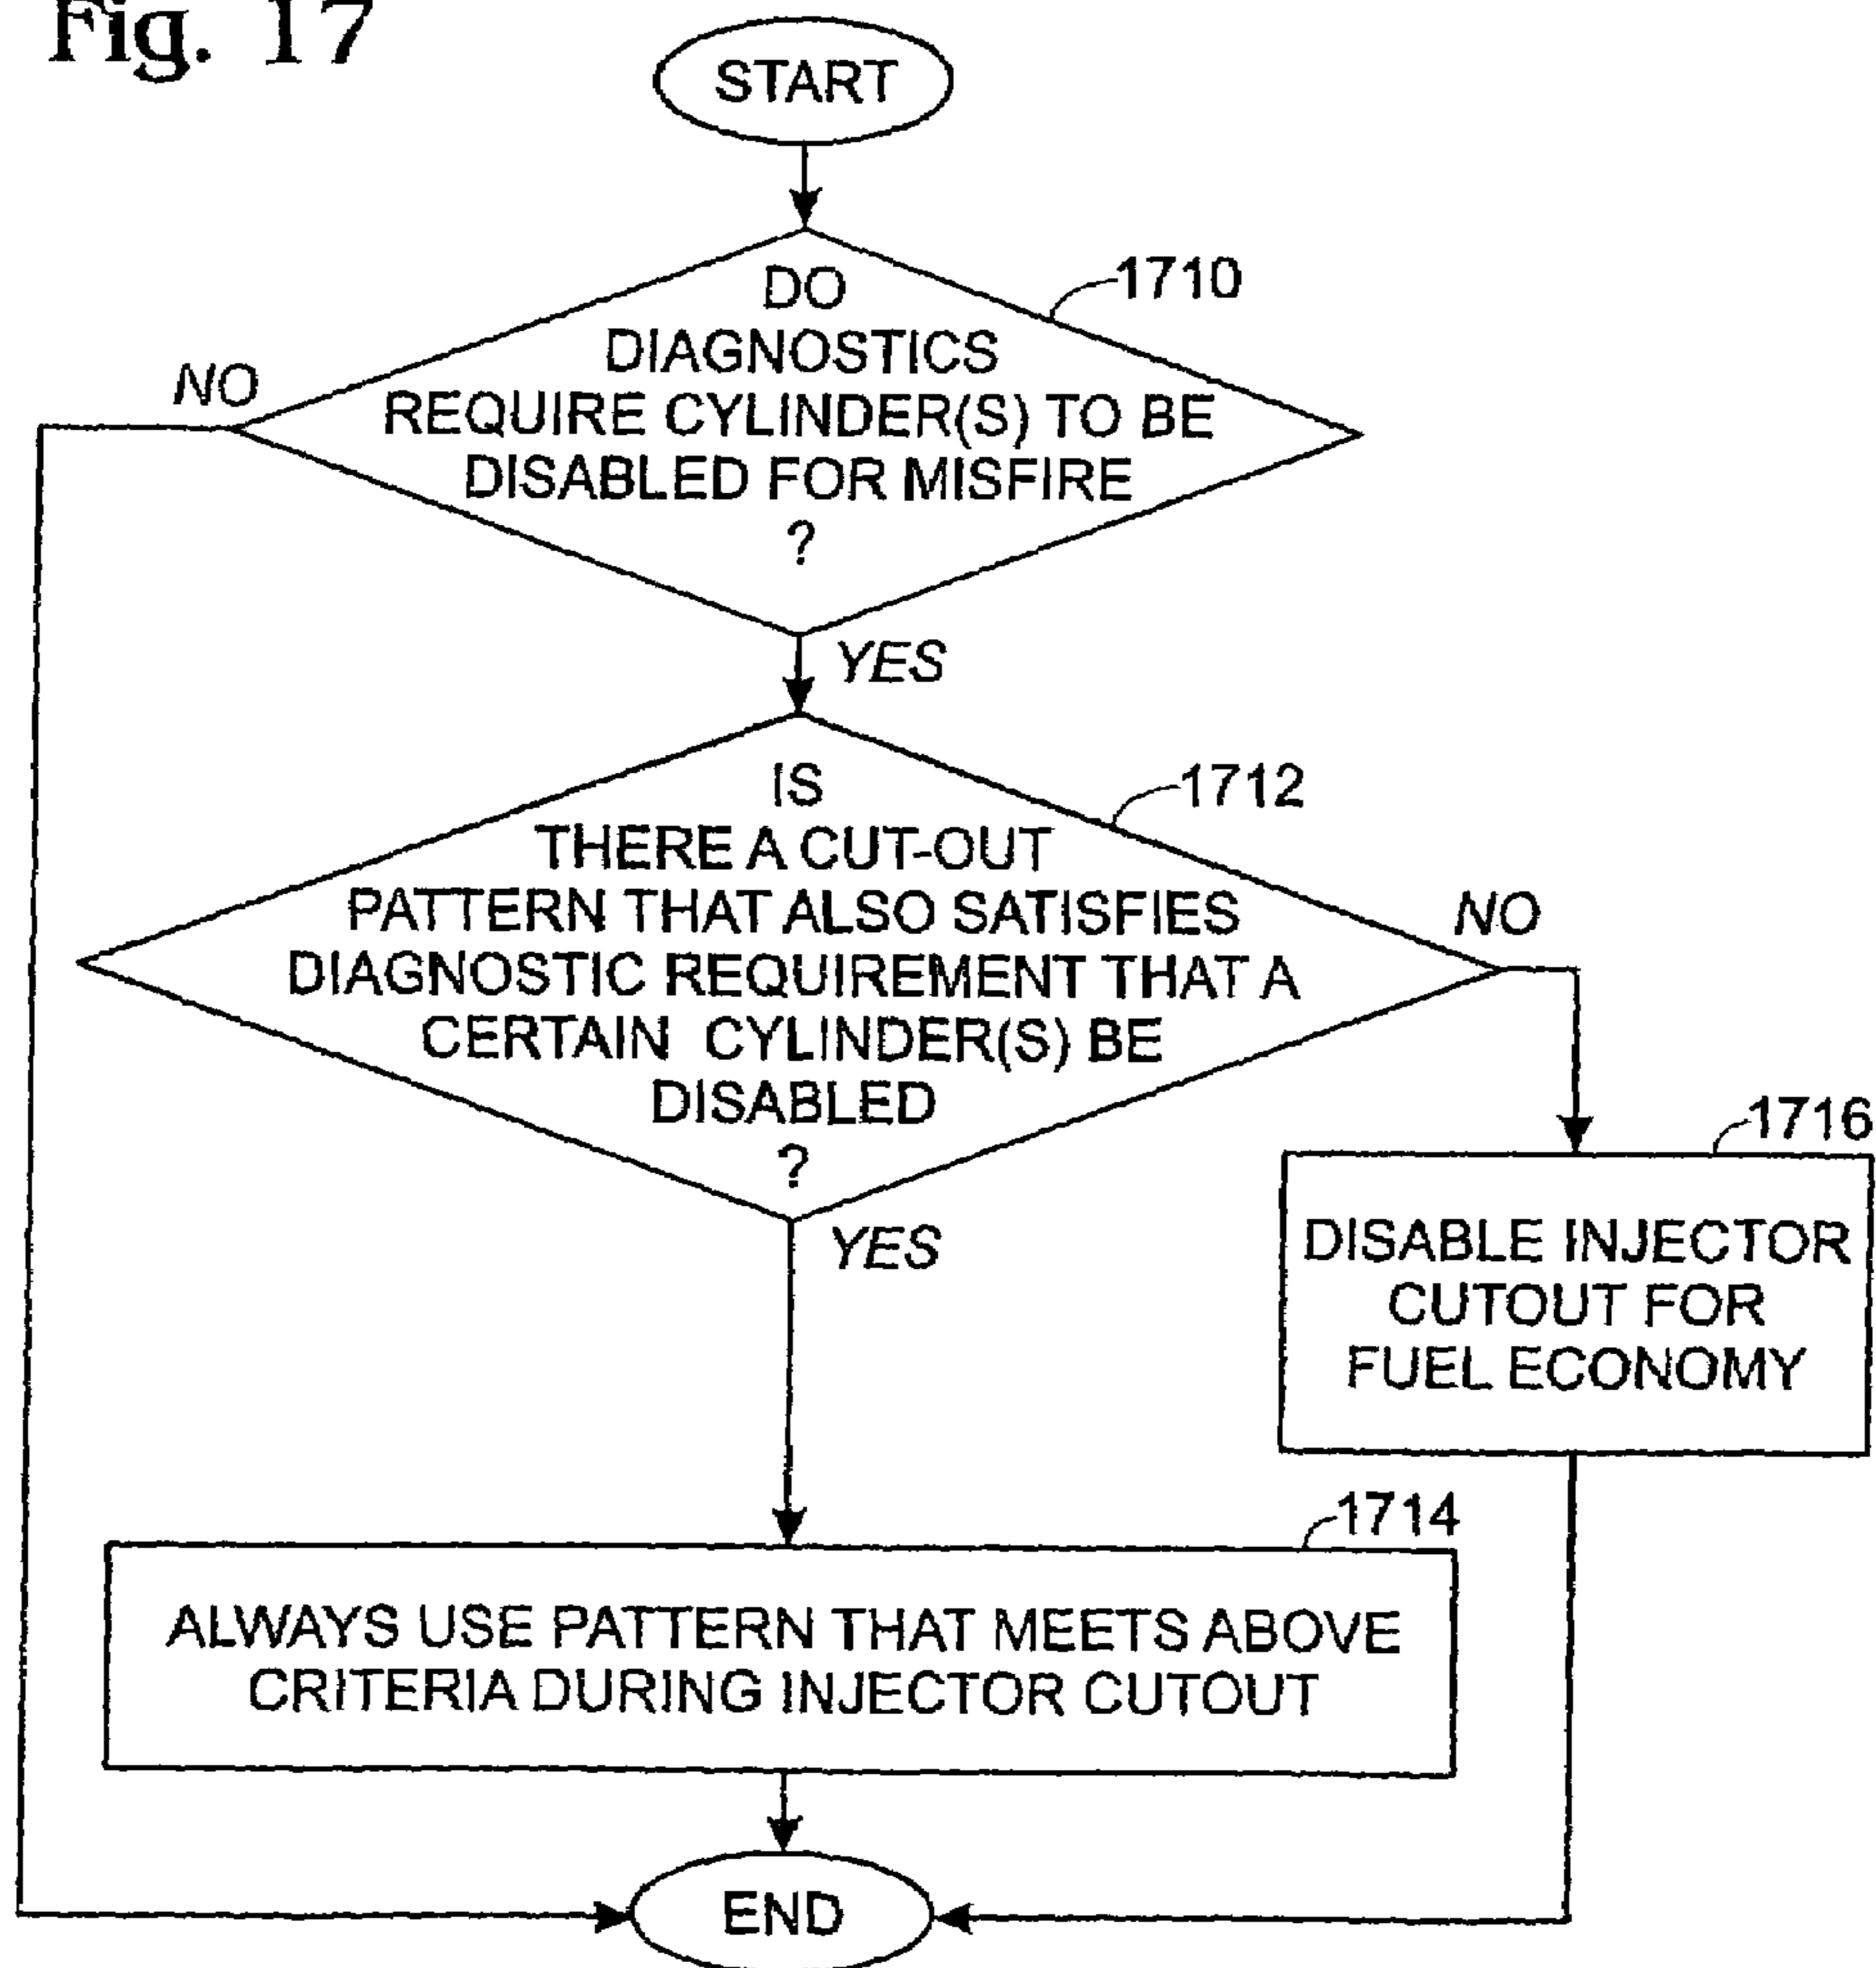 Fig. 17
START
1710
DO
DIAGNOSTICS
REQUIRE CYLINDER(S) TO BE
DISABLED FOR MISFIRE
?
NO
YES
1712
IS
THERE A CUT-OUT
PATTERN THAT ALSO SATISFIES
DIAGNOSTIC REQUIREMENT THAT A
CERTAIN CYLINDER(S) BE
DISABLED
?
NO
YES
1716
DISABLE INJECTOR
CUTOUT FOR
FUEL ECONOMY
1714
ALWAYS USE PATTERN THAT MEETS ABOVE
CRITERIA DURING INJECTOR CUTOUT
END